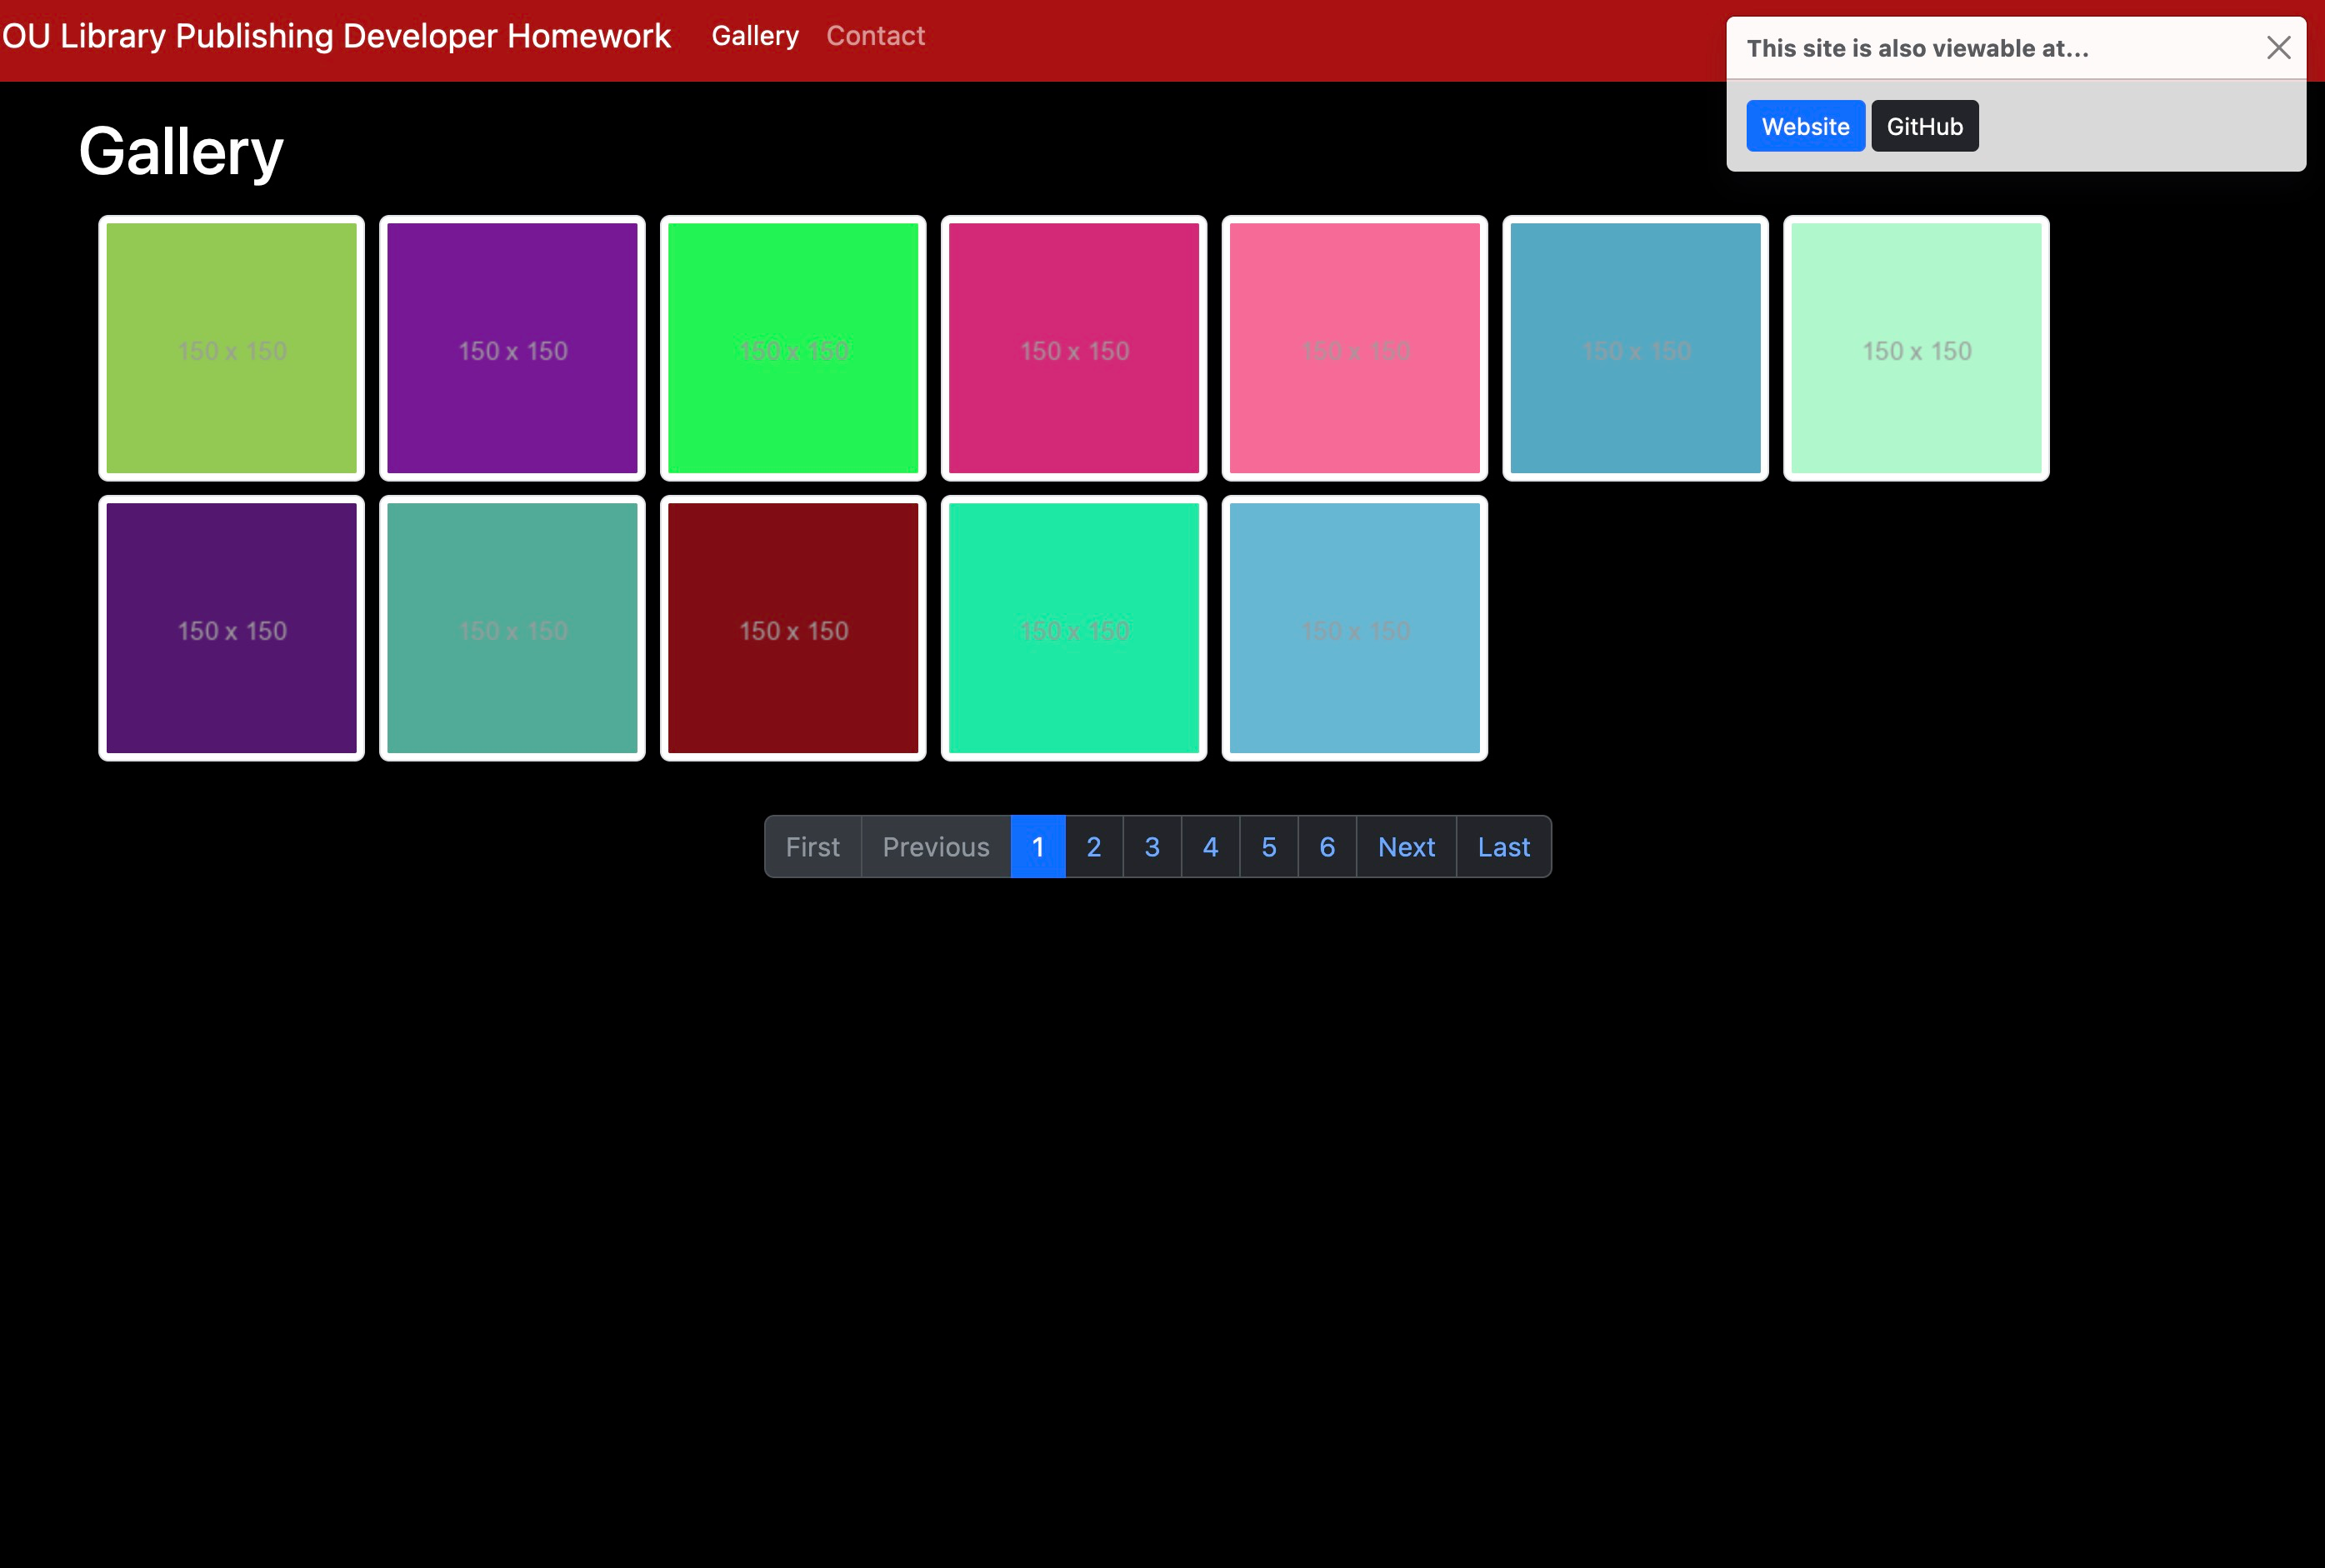 OU Library Publishing Developer Homework Gallery Contact
This site is also viewable at...
Website GitHub
Gallery
150 x 150 150 x 150 150 x 150 150 x 150 150 x 150 150 x 150 150 x 150
150 x 150 150 x 150 150 x 150 150 x 150 150 x 150
First Previous 1 2 3 4 5 6 Next Last